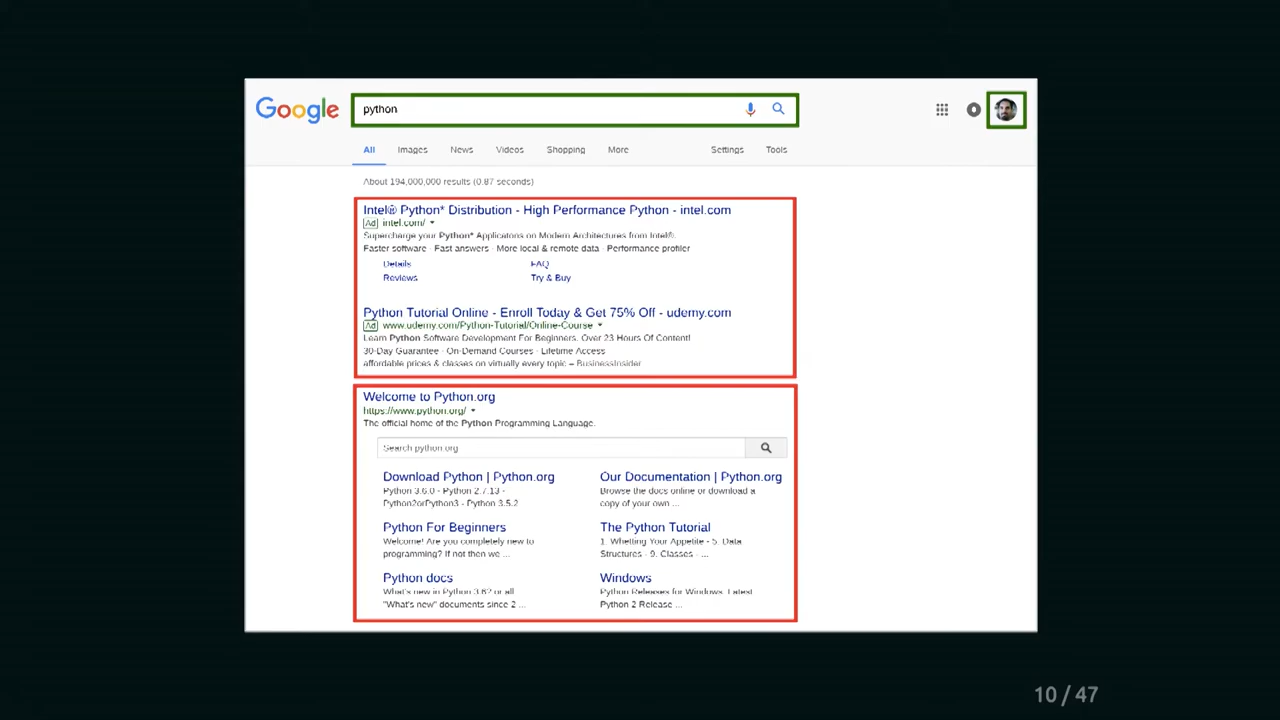 Google
python
All Images News Videos Shopping More Settings Tools
About 194,000,000 results (0.87 seconds)
Intel® Python* Distribution - High Performance Python - intel.com
Ad intel.com/
Supercharge your Python* Applicatons on Modern Architectures from Intel®.
Faster software · Fast answers · More local & remote data · Performance profiler
Details FAQ
Reviews Try & Buy
Python Tutorial Online - Enroll Today & Get 75% Off - udemy.com
Ad www.udemy.com/Python-Tutorial/Online-Course
Learn Python Software Development For Beginners. Over 23 Hours Of Content!
30-Day Guarantee · On-Demand Courses · Lifetime Access
affordable prices & classes on virtually every topic – BusinessInsider
Welcome to Python.org
https://www.python.org/
The official home of the Python Programming Language.
Search python.org
Download Python | Python.org
Python 3.6.0 - Python 2.7.13 -
Python2orPython3 - Python 3.5.2
Our Documentation | Python.org
Browse the docs online or download a
copy of your own ...
Python For Beginners
Welcome! Are you completely new to
programming? If not then we ...
The Python Tutorial
1. Whetting Your Appetite - 5. Data
Structures - 9. Classes - ...
Python docs
What's new in Python 3.6? or all
"What's new" documents since 2 ...
Windows
Python Releases for Windows. Latest
Python 2 Release ...
10 / 47